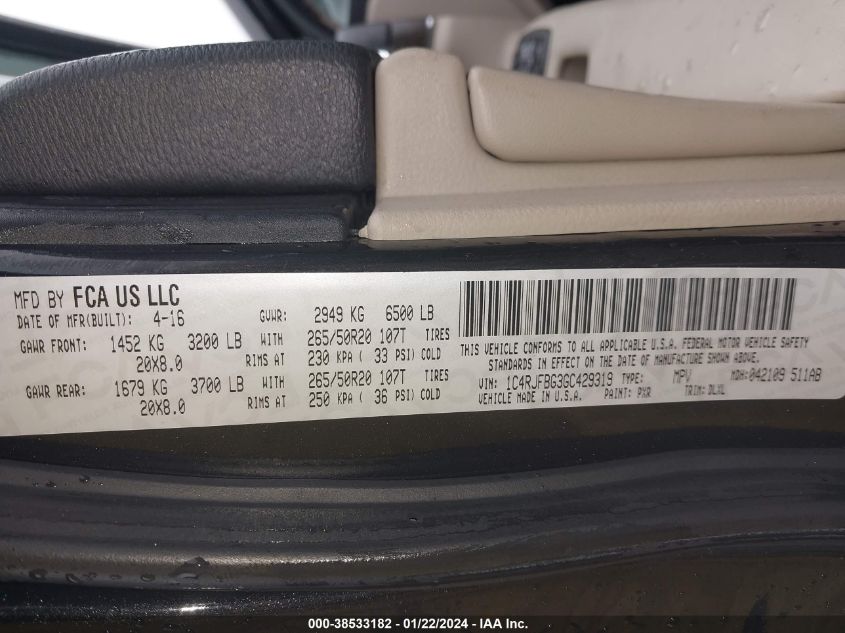 MFD BY FCA US LLC
DATE OF MFR(BUILT): 4-16 GVWR: 2949 KG 6500 LB
GAWR FRONT: 1452 KG 3200 LB WITH 265/50R20 107T TIRES
20X8.0 RIMS AT 230 KPA ( 33 PSI) COLD
GAWR REAR: 1679 KG 3700 LB WITH 265/50R20 107T TIRES
20X8.0 RIMS AT 250 KPA ( 36 PSI) COLD
THIS VEHICLE CONFORMS TO ALL APPLICABLE U.S.A. FEDERAL MOTOR VEHICLE SAFETY
STANDARDS IN EFFECT ON THE DATE OF MANUFACTURE SHOWN ABOVE.
VIN: 1C4RJFBG3GC429319 TYPE: MPV MDH: 042109 511AB
VEHICLE MADE IN U.S.A. PAINT: PXR TRIM: DLXL
000-38533182 - 01/22/2024 - IAA Inc.